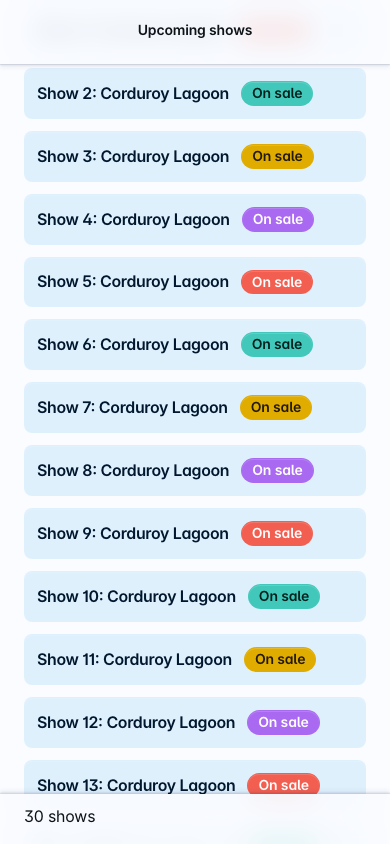 Upcoming shows
Show 2: Corduroy Lagoon On sale
Show 3: Corduroy Lagoon On sale
Show 4: Corduroy Lagoon On sale
Show 5: Corduroy Lagoon On sale
Show 6: Corduroy Lagoon On sale
Show 7: Corduroy Lagoon On sale
Show 8: Corduroy Lagoon On sale
Show 9: Corduroy Lagoon On sale
Show 10: Corduroy Lagoon On sale
Show 11: Corduroy Lagoon On sale
Show 12: Corduroy Lagoon On sale
Show 13: Corduroy Lagoon On sale
30 shows